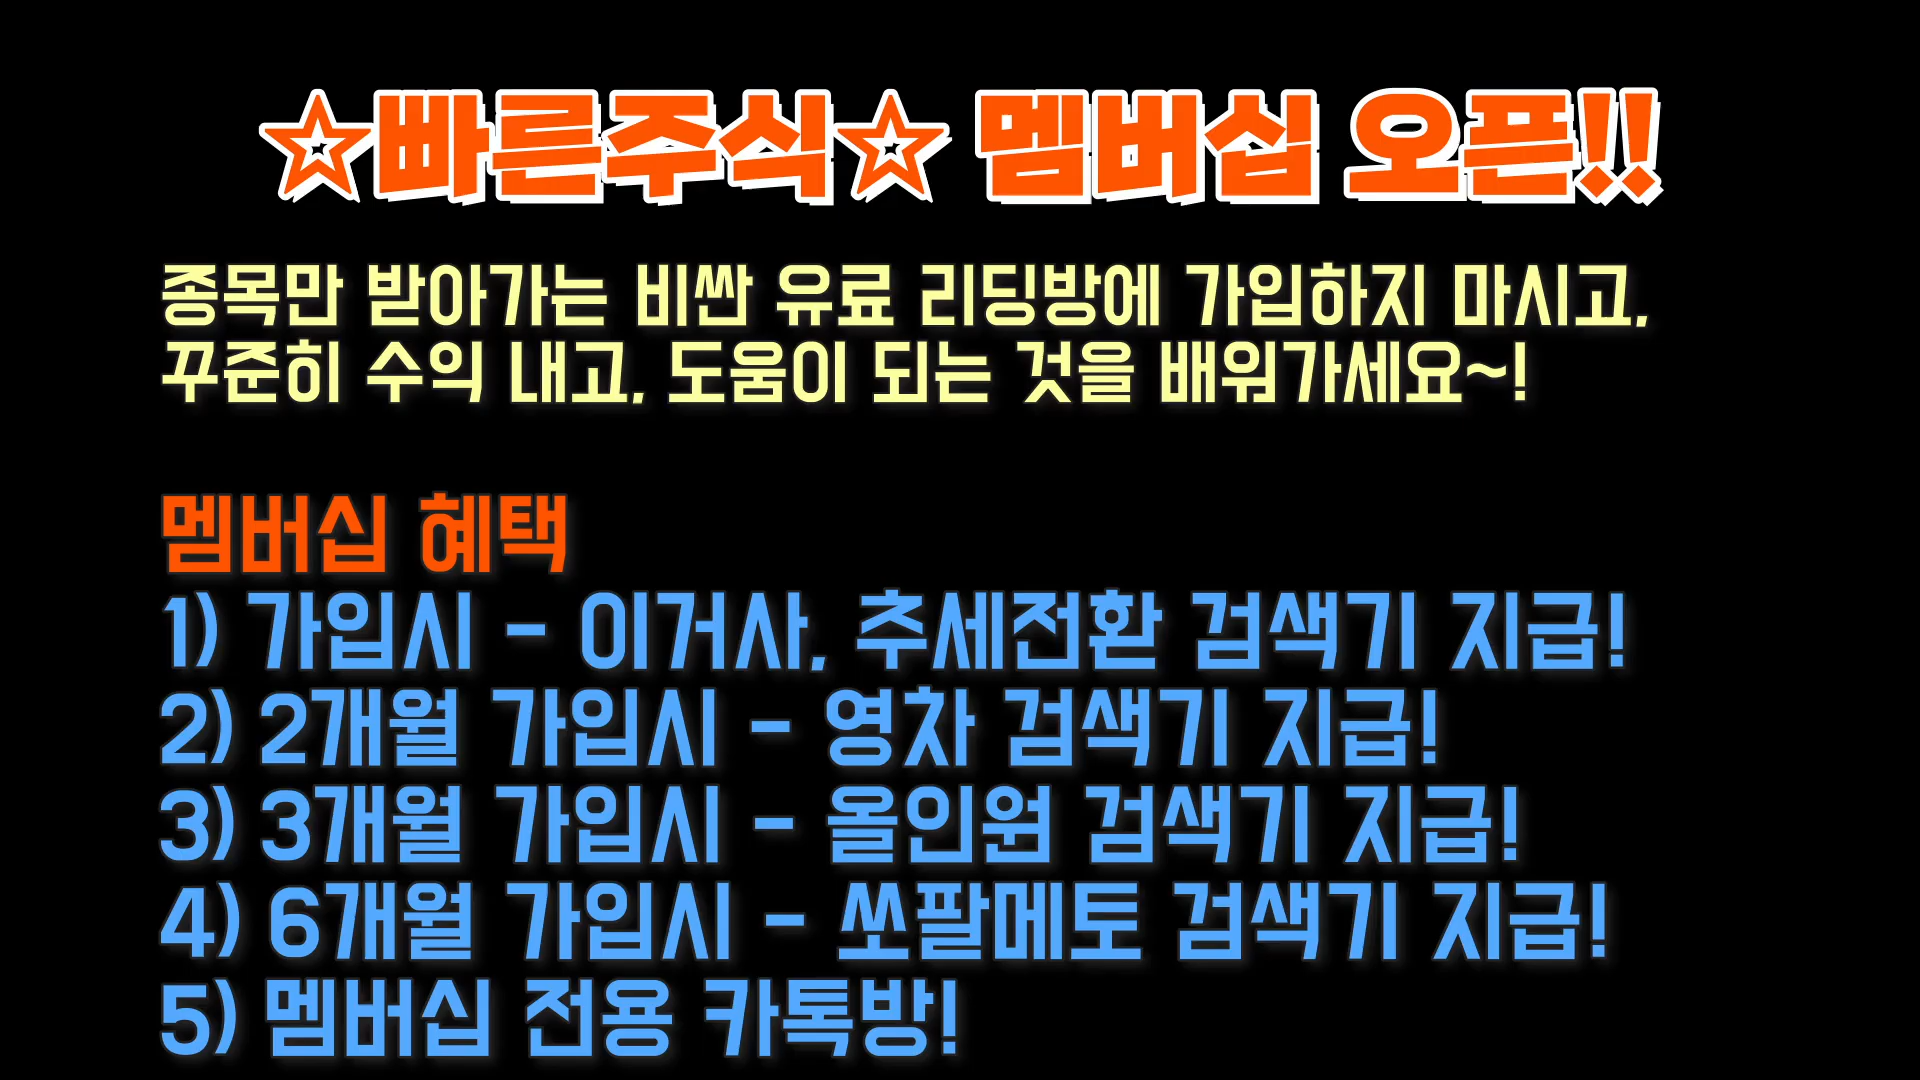 ☆빠른주식☆ 멤버십 오픈!!
종목만 받아가는 비싼 유료 리딩방에 가입하지 마시고,
꾸준히 수익 내고, 도움이 되는 것을 배워가세요~!
멤버십 혜택
1) 가입시 - 이거사, 추세전환 검색기 지급!
2) 2개월 가입시 - 영차 검색기 지급!
3) 3개월 가입시 - 올인원 검색기 지급!
4) 6개월 가입시 - 쏘팔메토 검색기 지급!
5) 멤버십 전용 카톡방!